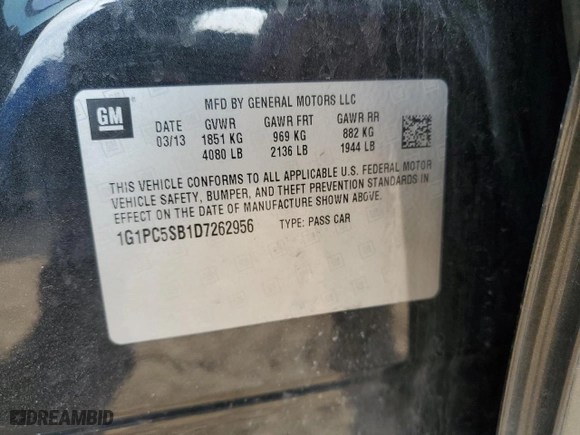 GM
MFD BY GENERAL MOTORS LLC
DATE GVWR GAWR FRT GAWR RR
03/13 1851 KG 969 KG 882 KG
4080 LB 2136 LB 1944 LB
THIS VEHICLE CONFORMS TO ALL APPLICABLE U.S. FEDERAL MOTOR
VEHICLE SAFETY, BUMPER, AND THEFT PREVENTION STANDARDS IN
EFFECT ON THE DATE OF MANUFACTURE SHOWN ABOVE.
1G1PC5SB1D7262956 TYPE: PASS CAR
DREAMBID